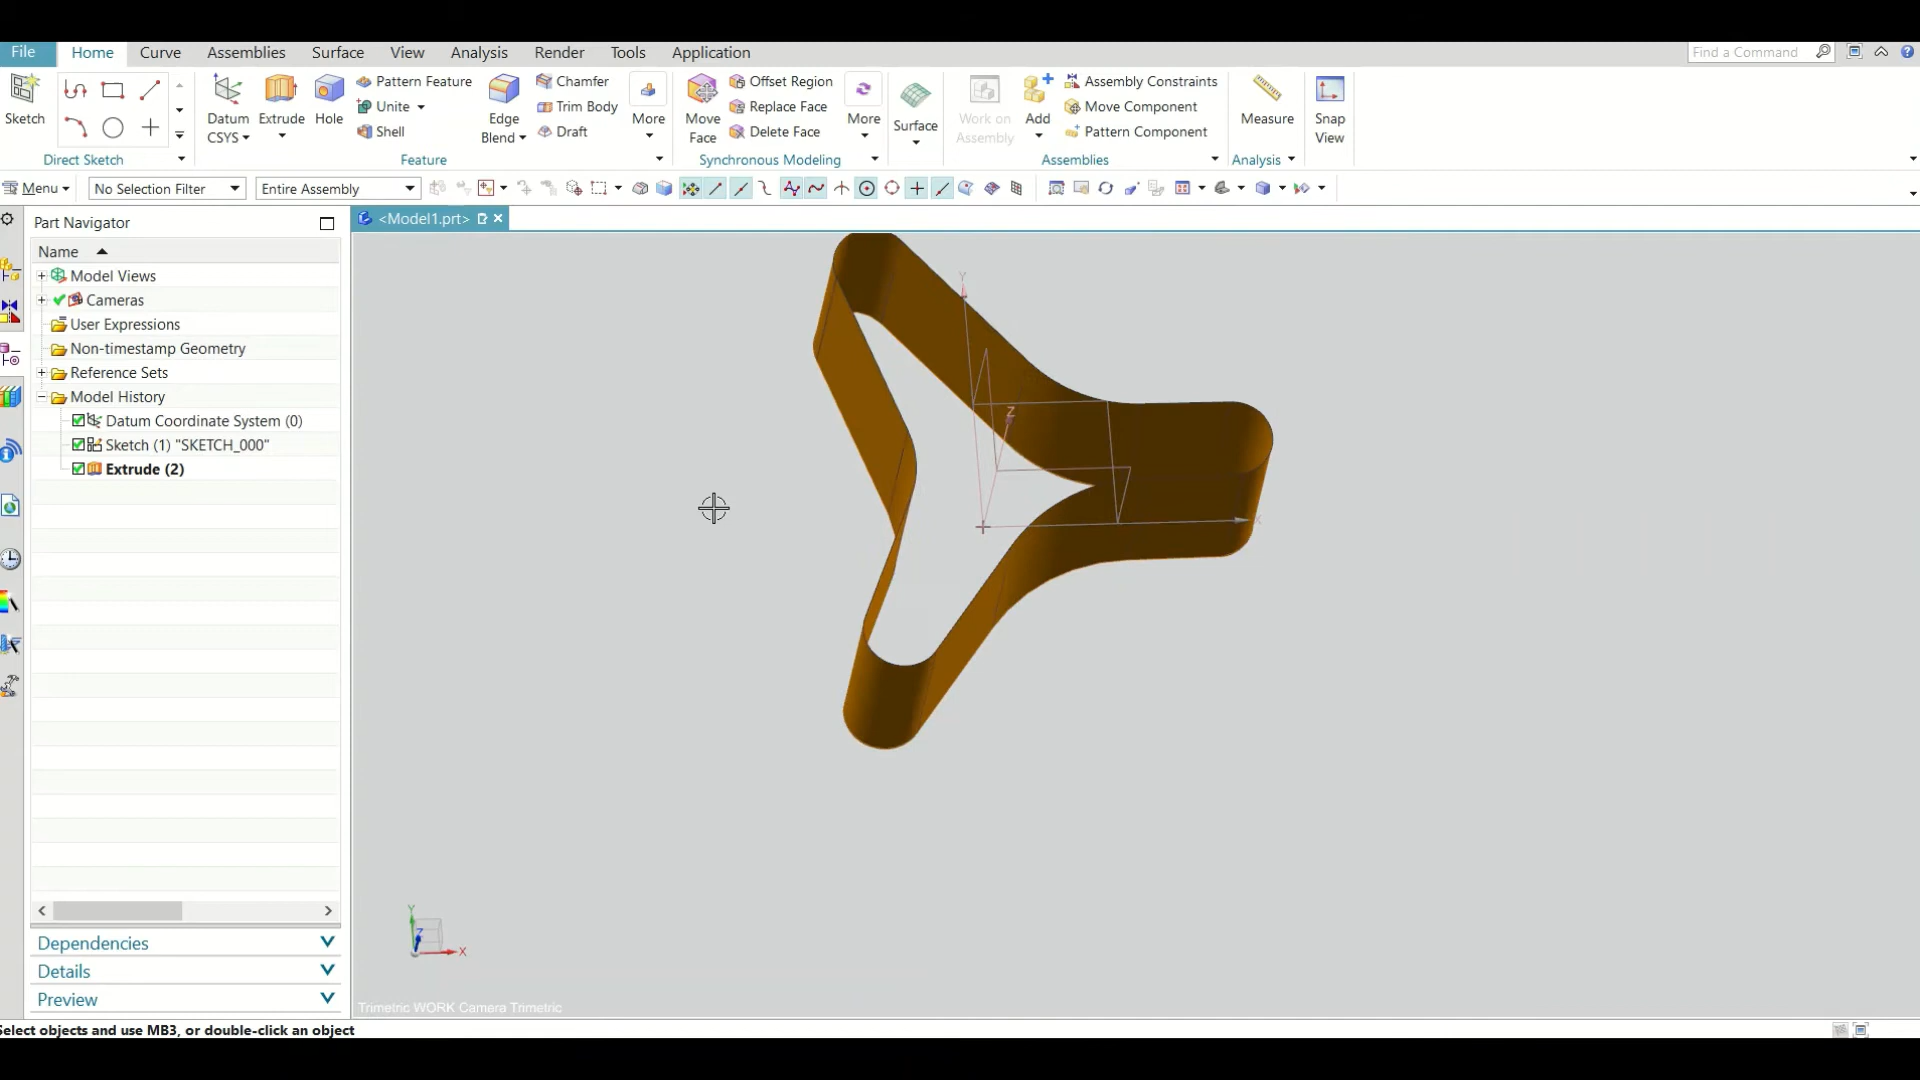 File Home Curve Assemblies Surface View Analysis Render Tools Application Find a Command
Sketch
Direct Sketch
Datum CSYS
Extrude
Hole
Pattern Feature
Unite
Shell
Edge Blend
Chamfer
Trim Body
Draft
More
Feature
Move Face
Offset Region
Replace Face
Delete Face
More
Synchronous Modeling
Surface
Work on Assembly
Add
Assembly Constraints
Move Component
Pattern Component
Assemblies
Measure
Analysis
Snap View
Menu No Selection Filter Entire Assembly
Part Navigator
<Model1.prt>
Name
Model Views
Cameras
User Expressions
Non-timestamp Geometry
Reference Sets
Model History
Datum Coordinate System (0)
Sketch (1) "SKETCH_000"
Extrude (2)
Y
Z
X
Dependencies
Details
Preview
Y
Z
X
Trimetric WORK Camera Trimetric
Select objects and use MB3, or double-click an object